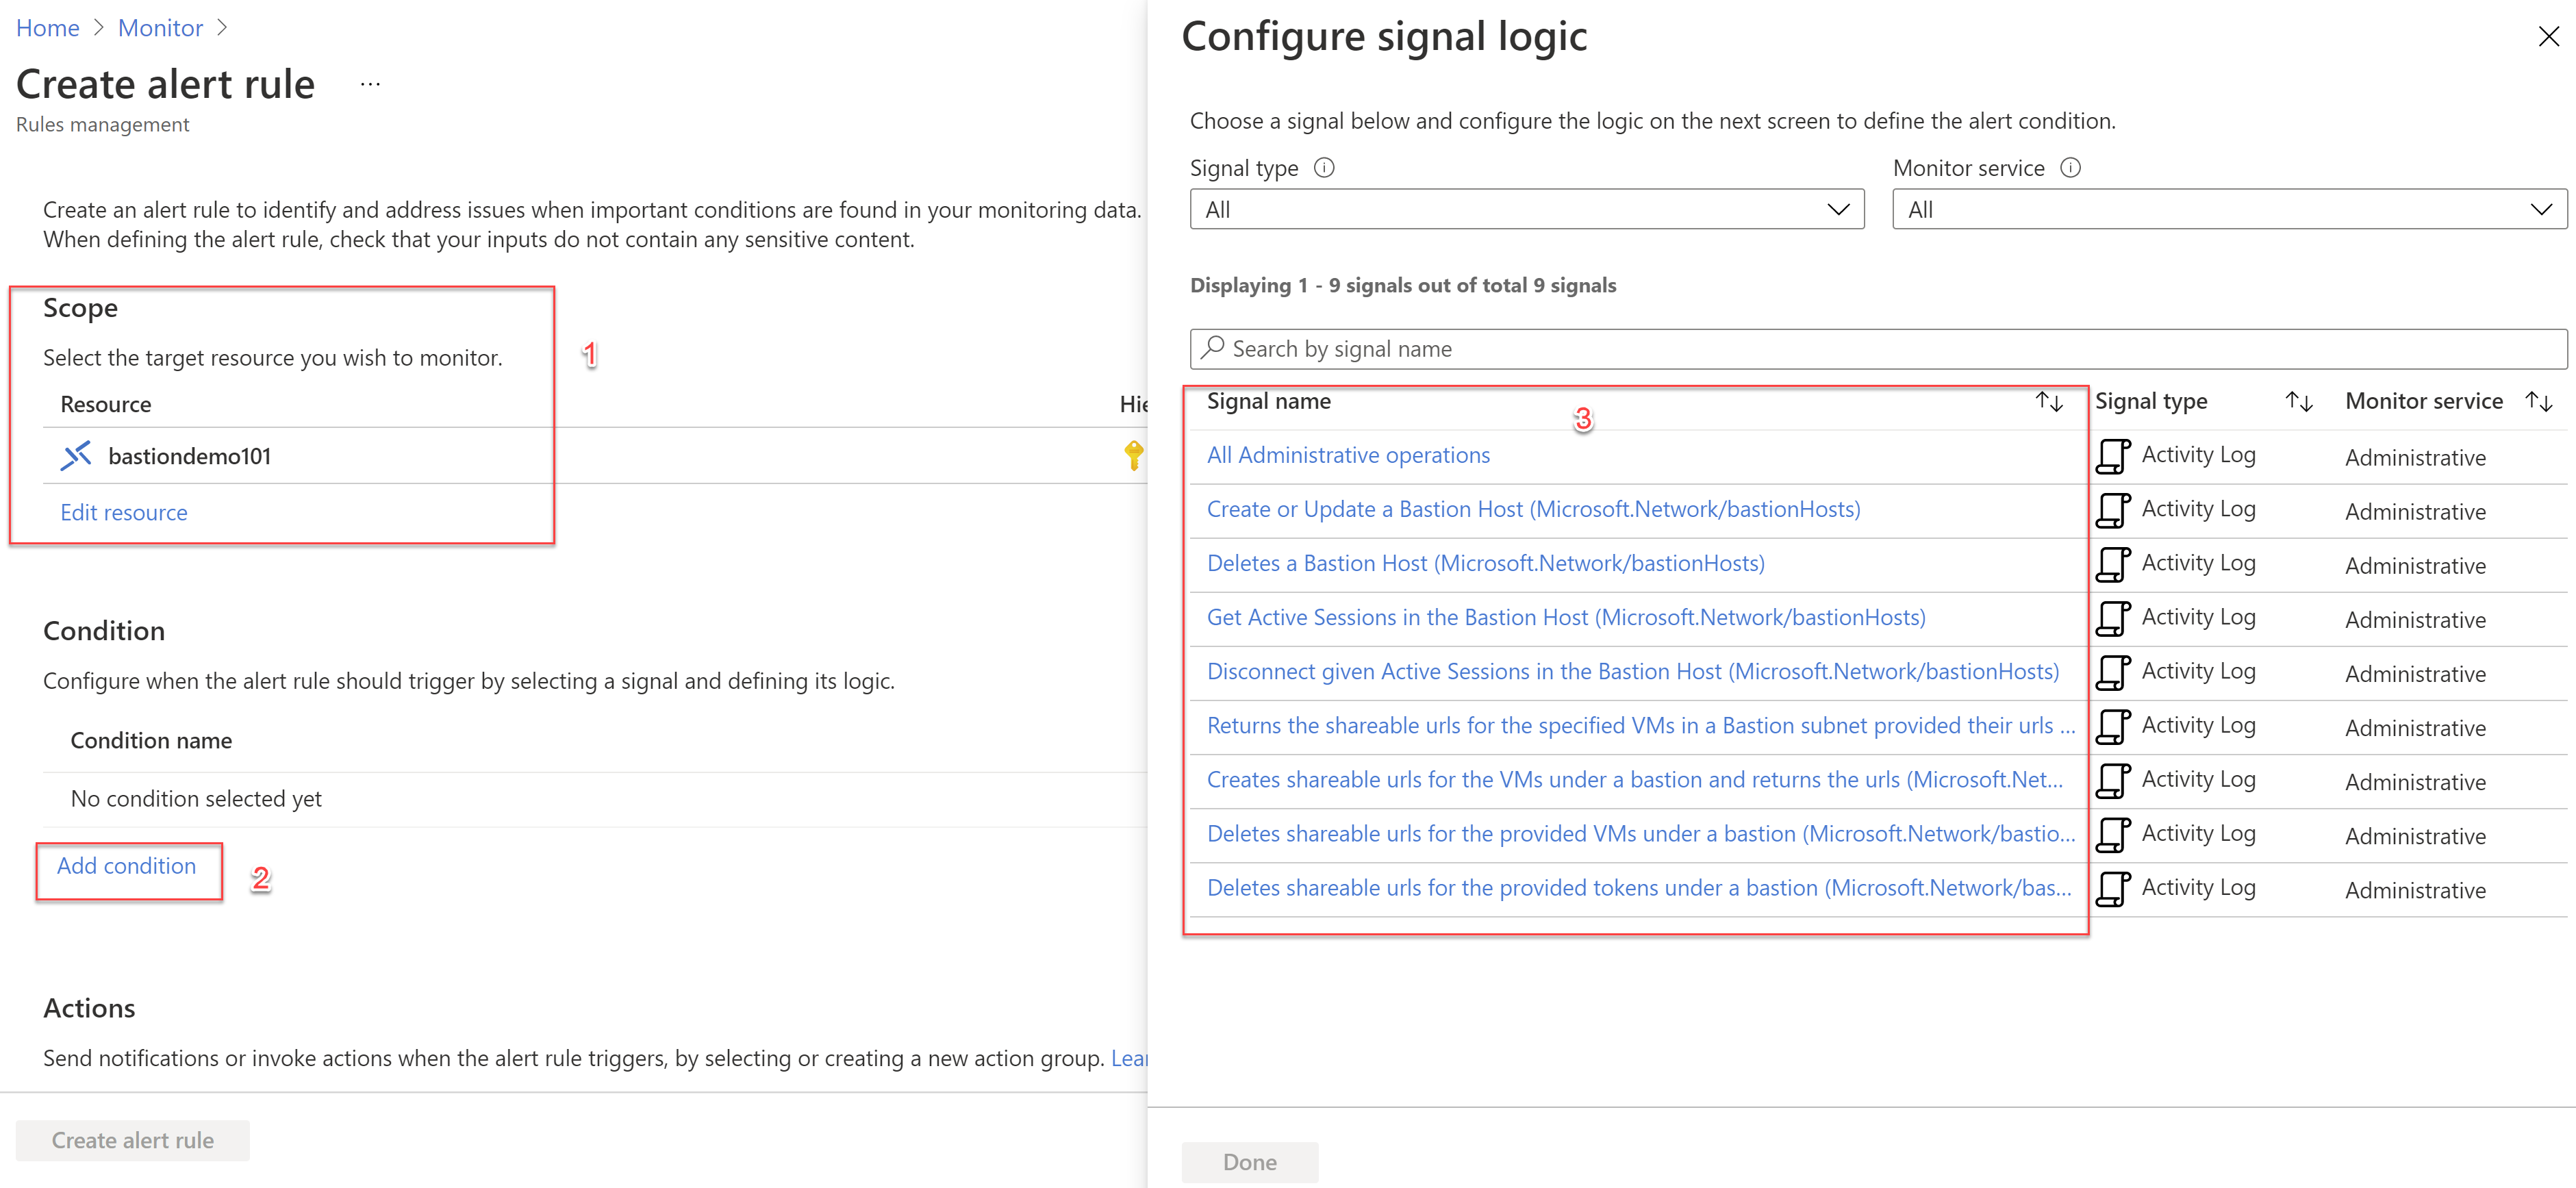 Home > Monitor >
Create alert rule ...
Rules management
Create an alert rule to identify and address issues when important conditions are found in your monitoring data.
When defining the alert rule, check that your inputs do not contain any sensitive content.
Scope
Select the target resource you wish to monitor.
1
Resource
Hie
bastiondemo101
Edit resource
Condition
Configure when the alert rule should trigger by selecting a signal and defining its logic.
Condition name
No condition selected yet
Add condition
2
Actions
Send notifications or invoke actions when the alert rule triggers, by selecting or creating a new action group. Lear
Create alert rule
Configure signal logic
Choose a signal below and configure the logic on the next screen to define the alert condition.
Signal type
Monitor service
All
All
Displaying 1 - 9 signals out of total 9 signals
Search by signal name
Signal name
3
Signal type
Monitor service
All Administrative operations Activity Log Administrative
Create or Update a Bastion Host (Microsoft.Network/bastionHosts) Activity Log Administrative
Deletes a Bastion Host (Microsoft.Network/bastionHosts) Activity Log Administrative
Get Active Sessions in the Bastion Host (Microsoft.Network/bastionHosts) Activity Log Administrative
Disconnect given Active Sessions in the Bastion Host (Microsoft.Network/bastionHosts) Activity Log Administrative
Returns the shareable urls for the specified VMs in a Bastion subnet provided their urls ... Activity Log Administrative
Creates shareable urls for the VMs under a bastion and returns the urls (Microsoft.Net... Activity Log Administrative
Deletes shareable urls for the provided VMs under a bastion (Microsoft.Network/bastio... Activity Log Administrative
Deletes shareable urls for the provided tokens under a bastion (Microsoft.Network/bas... Activity Log Administrative
Done